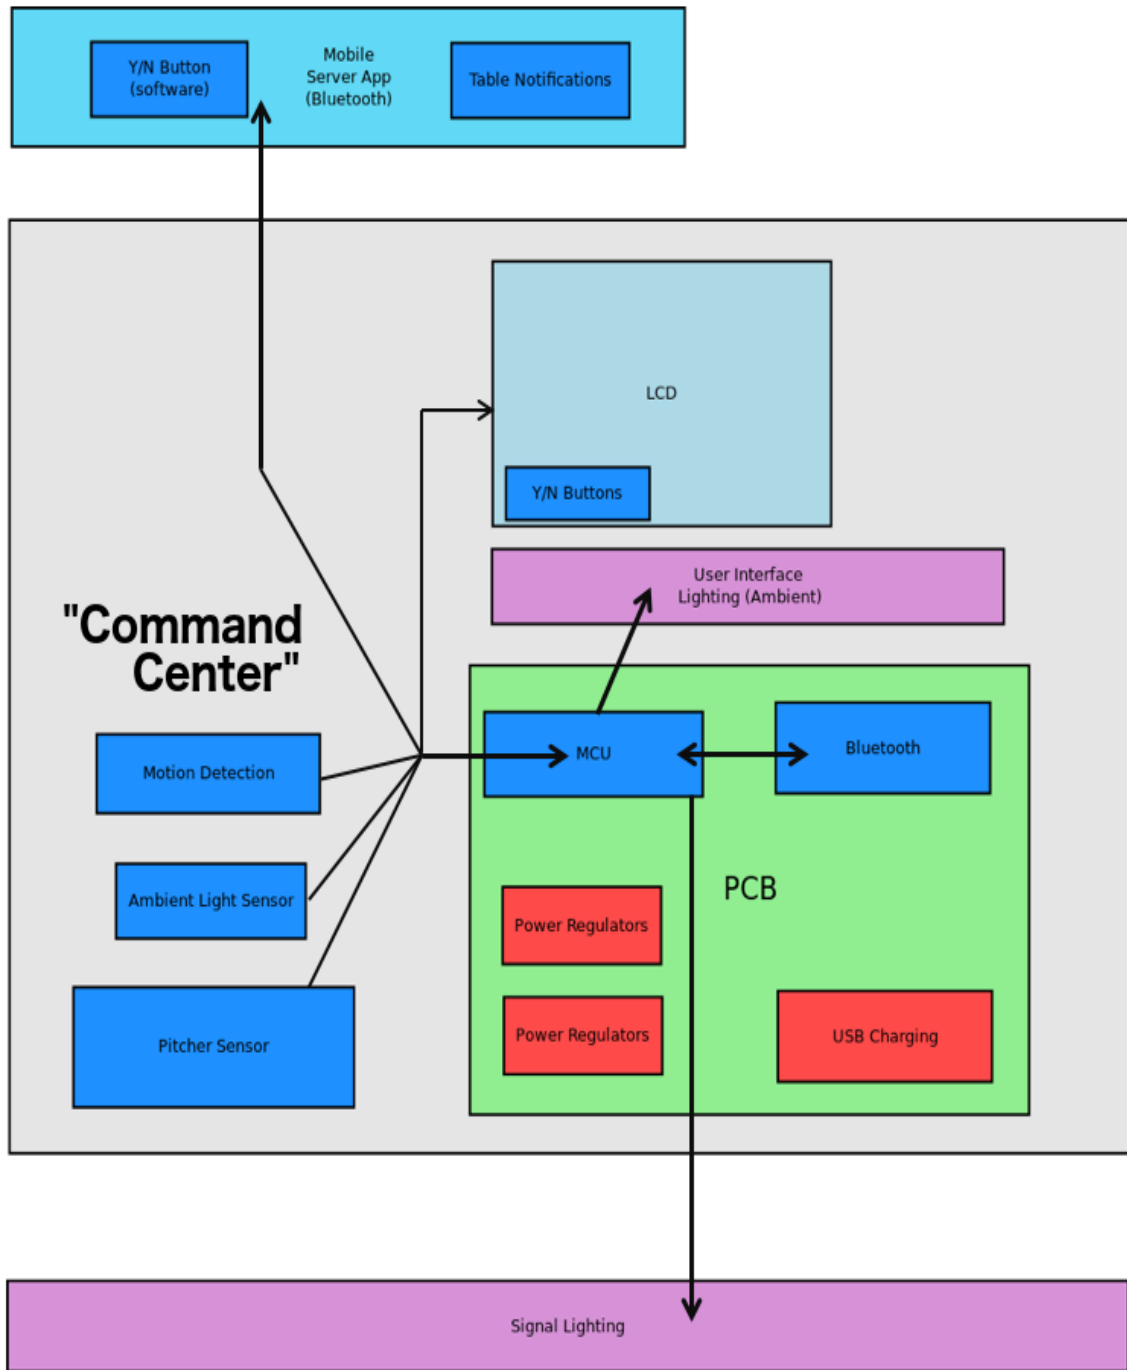 Y/N Button
(software)
Mobile
Server App
(Bluetooth)
Table Notifications
LCD
Y/N Buttons
User Interface
Lighting (Ambient)
"Command
Center"
MCU
Bluetooth
Motion Detection
Ambient Light Sensor
PCB
Power Regulators
Power Regulators
USB Charging
Pitcher Sensor
Signal Lighting